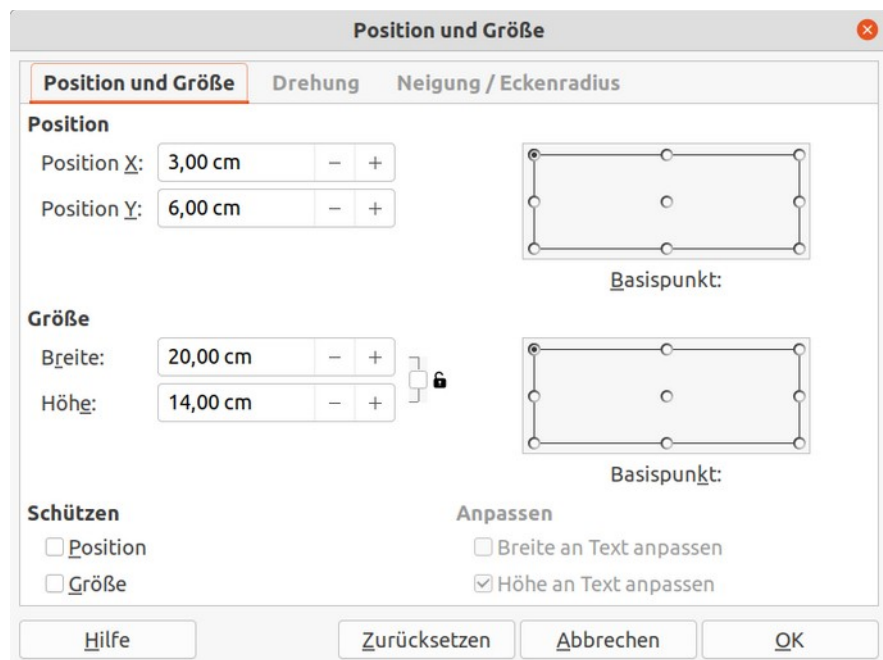 Position und Größe
Position und Größe Drehung Neigung / Eckenradius
Position
Position X: 3,00 cm − +
Position Y: 6,00 cm − +
Basispunkt:
Größe
Breite: 20,00 cm − +
Höhe: 14,00 cm − +
Basispunkt:
Schützen Anpassen
Position Breite an Text anpassen
Größe Höhe an Text anpassen
Hilfe Zurücksetzen Abbrechen OK